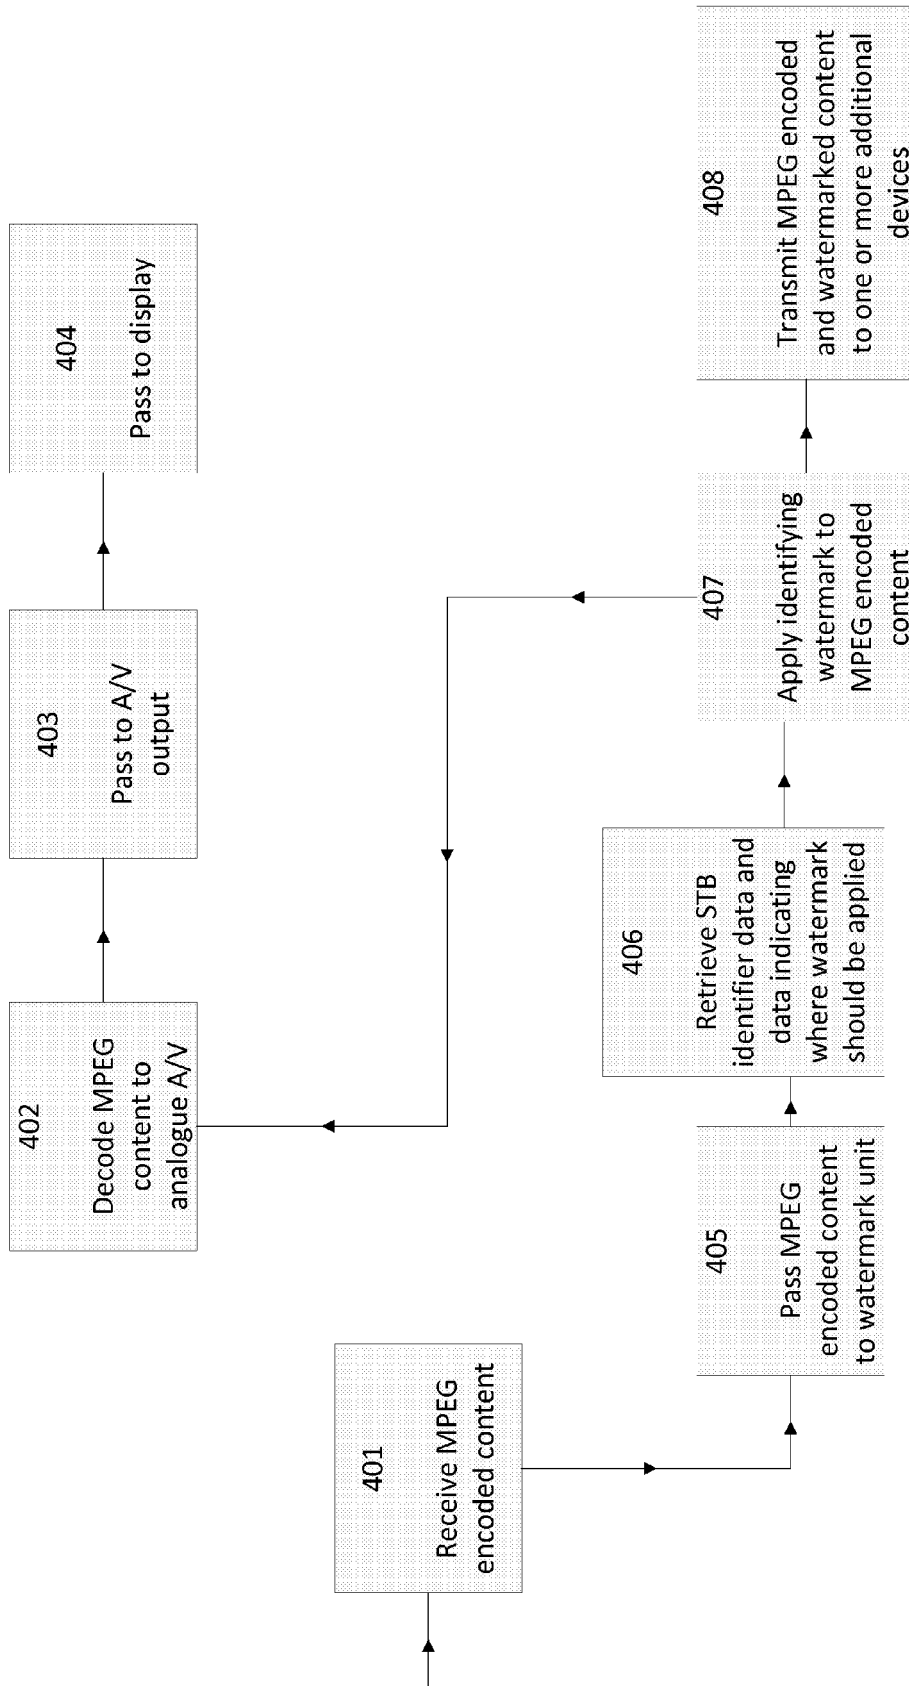 401
Receive MPEG
encoded content
402
Decode MPEG
content to
analogue A/V
403
Pass to A/V
output
404
Pass to display
405
Pass MPEG
encoded content
to watermark unit
406
Retrieve STB
identifier data and
data indicating
where watermark
should be applied
407
Apply identifying
watermark to
MPEG encoded
content
408
Transmit MPEG encoded
and watermarked content
to one or more additional
devices